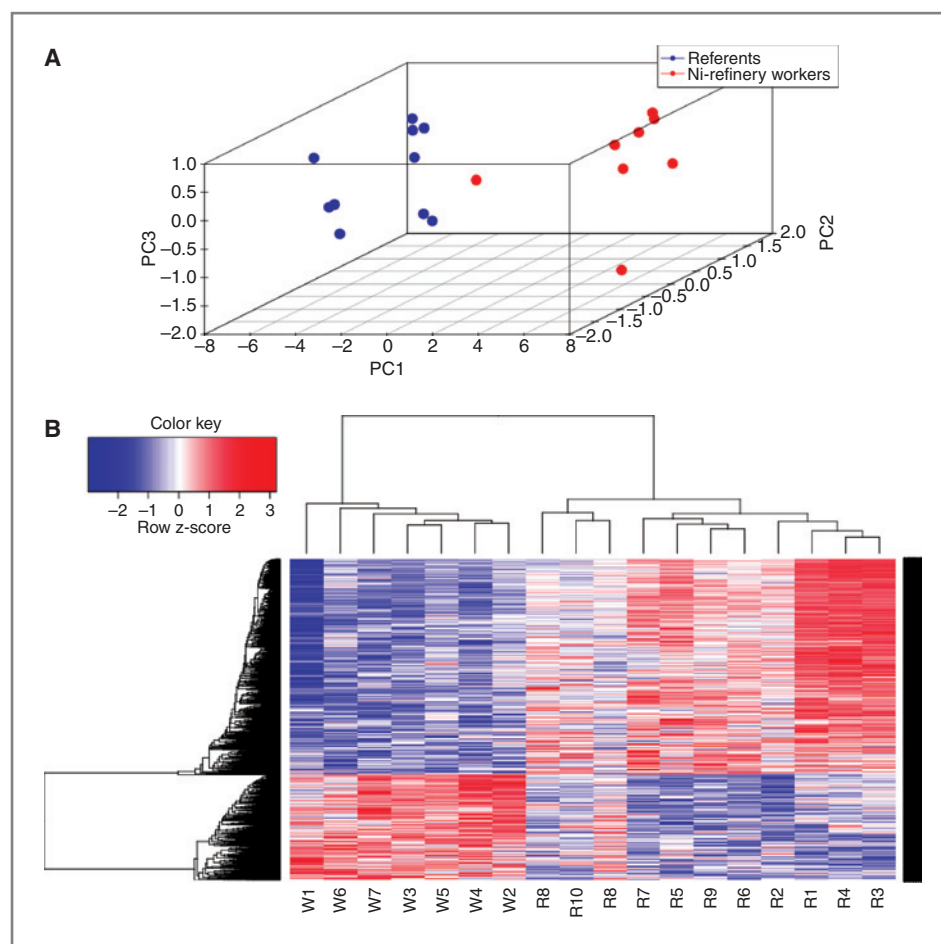 A
Referents
Ni-refinery workers
1.0
0.5
0.0
−0.5
−1.0
−1.5
−2.0
PC3
−8 −6 −4 −2 0 2 4 6 8
PC1
−2.0
−1.5
−1.0
−0.5
0.0
0.5
1.0
1.5
2.0
PC2
B
Color key
−2 −1 0 1 2 3
Row z-score
W1 W6 W7 W3 W5 W4 W2 R8 R10 R8 R7 R5 R9 R6 R2 R1 R4 R3